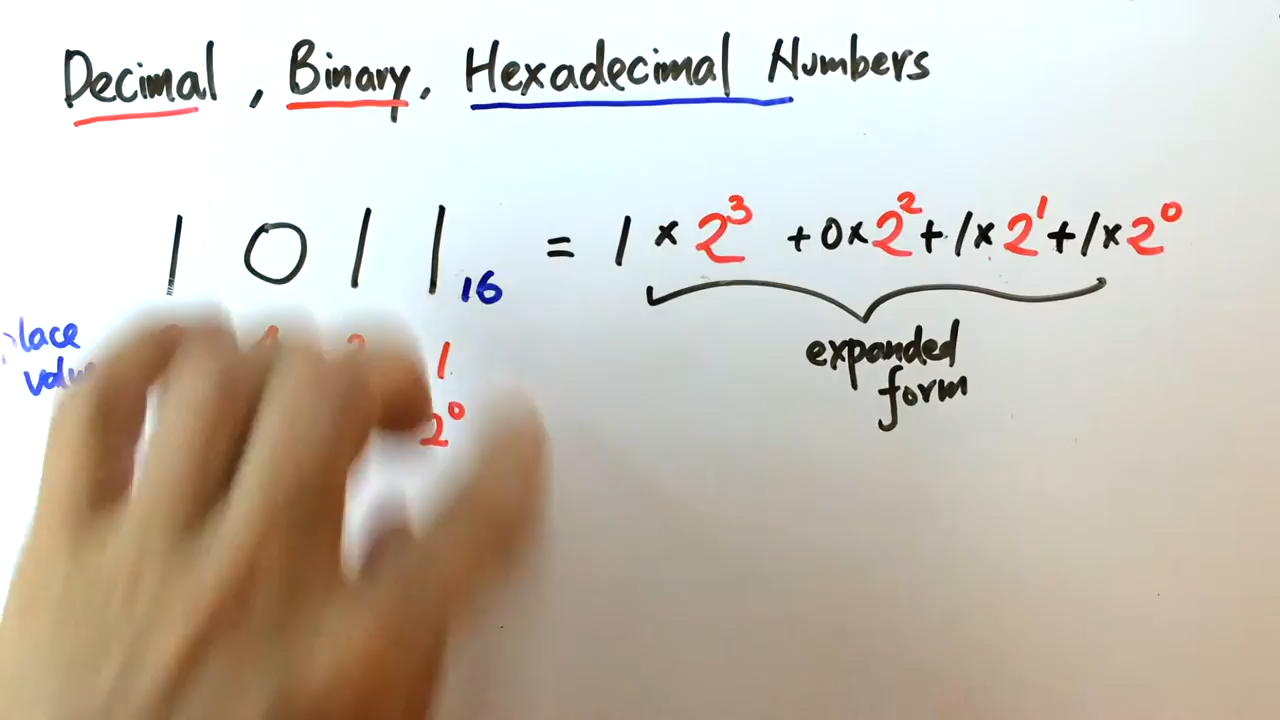 Decimal, Binary, Hexadecimal Numbers
1 0 1 1₁₆ = 1 × 2³ + 0 × 2² + 1 × 2¹ + 1 × 2⁰
1
2⁰
expanded
form